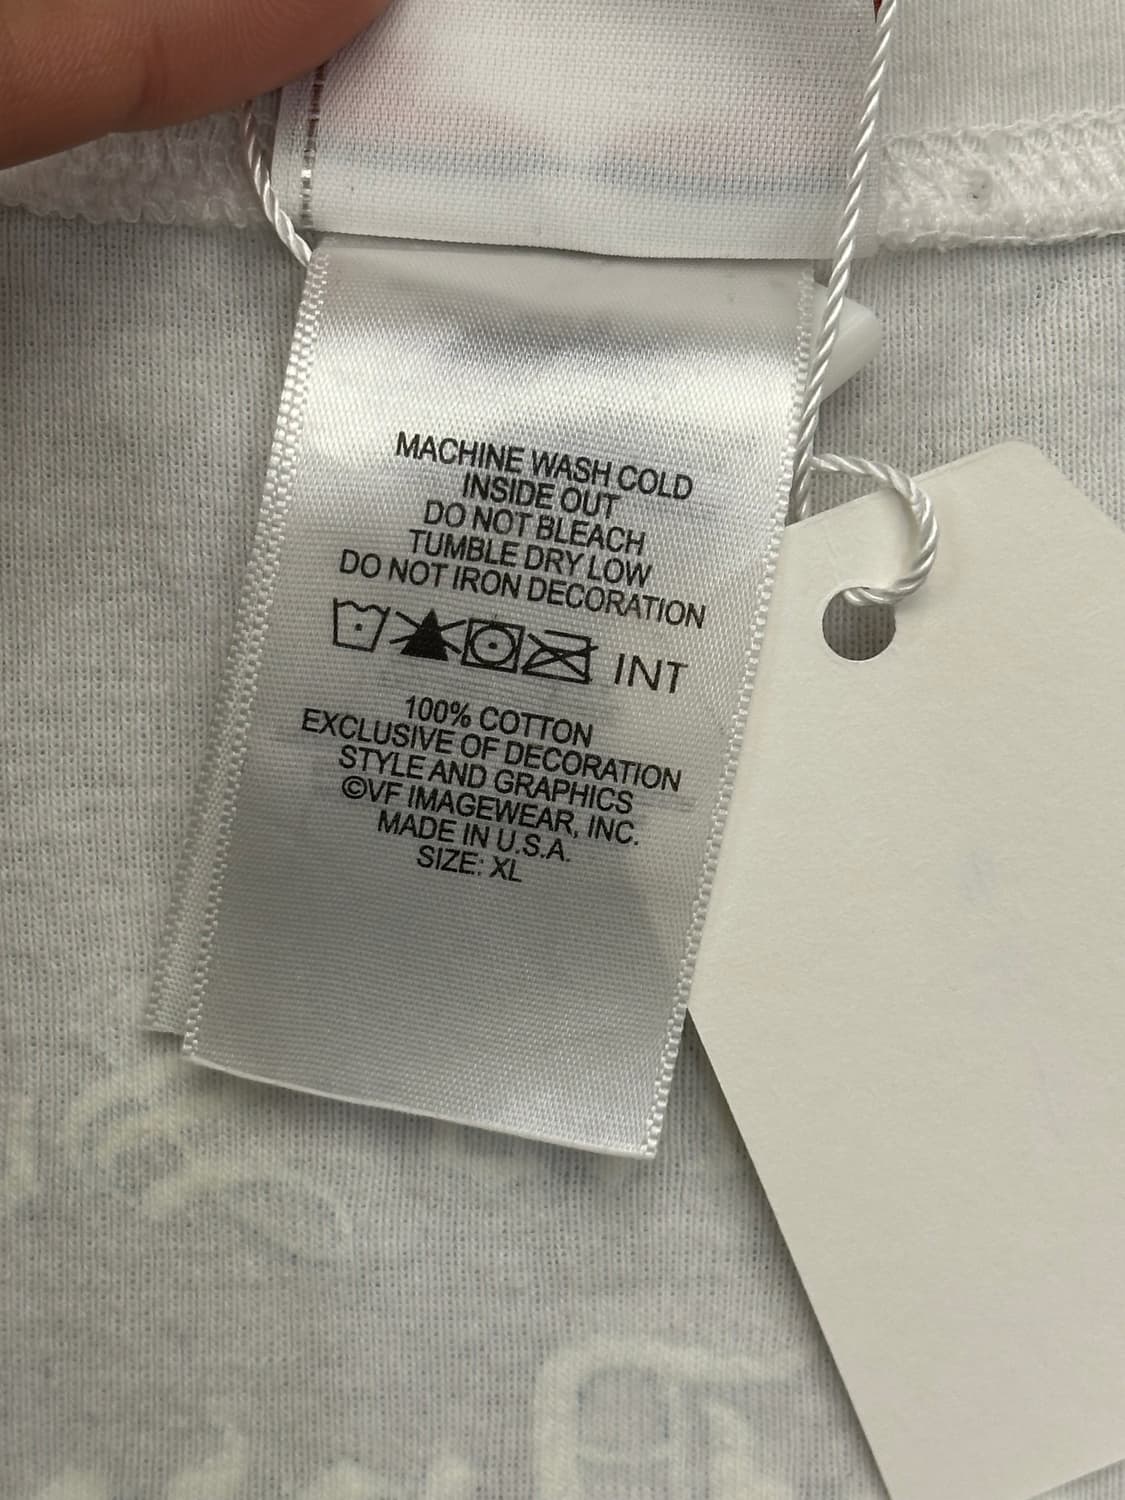 MACHINE WASH COLD
INSIDE OUT
DO NOT BLEACH
TUMBLE DRY LOW
DO NOT IRON DECORATION
INT
100% COTTON
EXCLUSIVE OF DECORATION
STYLE AND GRAPHICS
©VF IMAGEWEAR, INC.
MADE IN U.S.A.
SIZE: XL